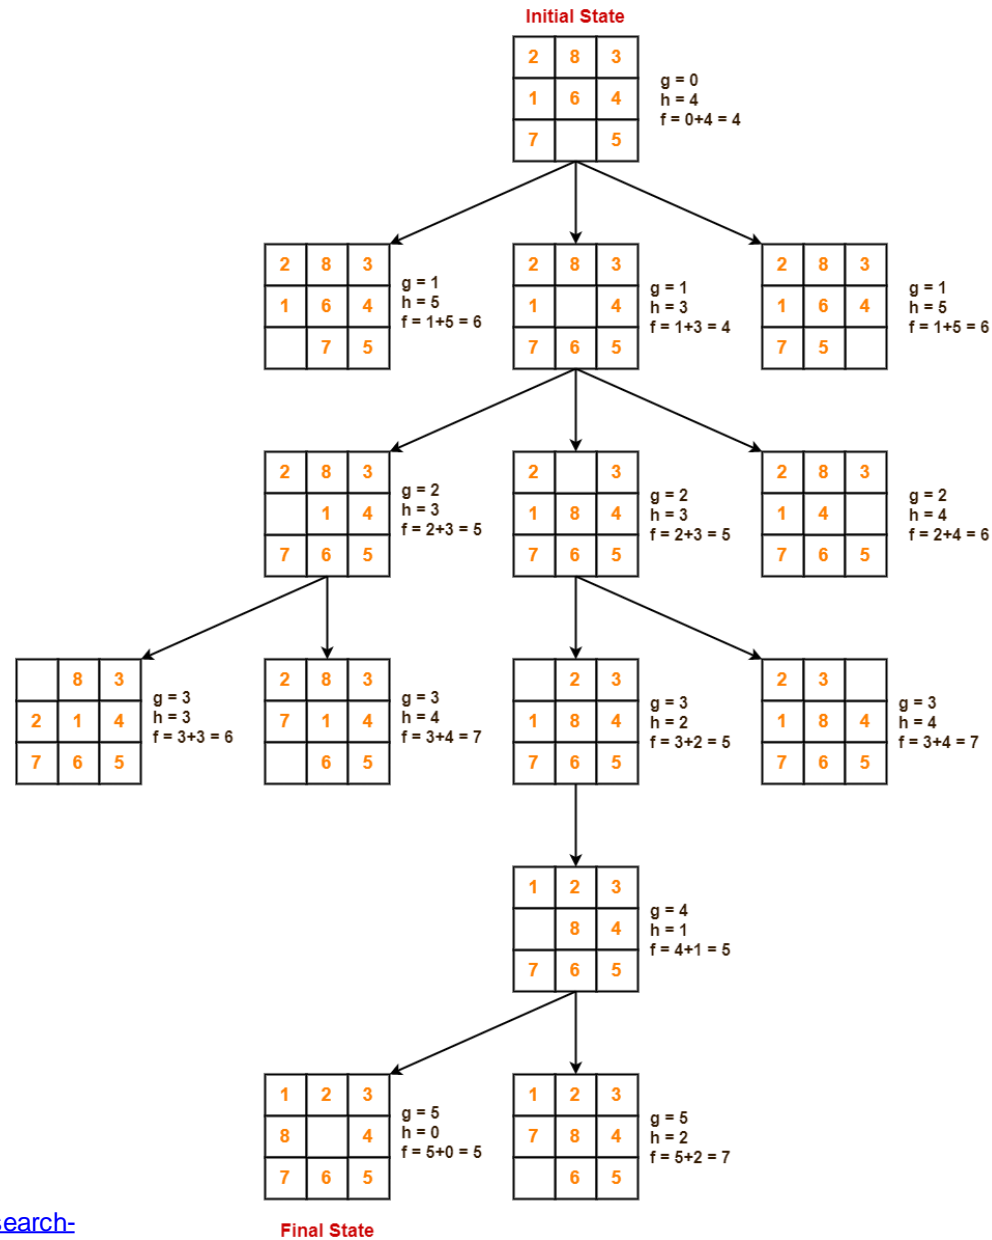 Initial State
2 8 3
1 6 4
7 5
g = 0
h = 4
f = 0+4 = 4
2 8 3
1 6 4
7 5
g = 1
h = 5
f = 1+5 = 6
2 8 3
1 4
7 6 5
g = 1
h = 3
f = 1+3 = 4
2 8 3
1 6 4
7 5
g = 1
h = 5
f = 1+5 = 6
2 8 3
1 4
7 6 5
g = 2
h = 3
f = 2+3 = 5
2 3
1 8 4
7 6 5
g = 2
h = 3
f = 2+3 = 5
2 8 3
1 4
7 6 5
g = 2
h = 4
f = 2+4 = 6
8 3
2 1 4
7 6 5
g = 3
h = 3
f = 3+3 = 6
2 8 3
7 1 4
6 5
g = 3
h = 4
f = 3+4 = 7
2 3
1 8 4
7 6 5
g = 3
h = 2
f = 3+2 = 5
2 3
1 8 4
7 6 5
g = 3
h = 4
f = 3+4 = 7
1 2 3
8 4
7 6 5
g = 4
h = 1
f = 4+1 = 5
1 2 3
8 4
7 6 5
g = 5
h = 0
f = 5+0 = 5
1 2 3
7 8 4
6 5
g = 5
h = 2
f = 5+2 = 7
search-
Final State